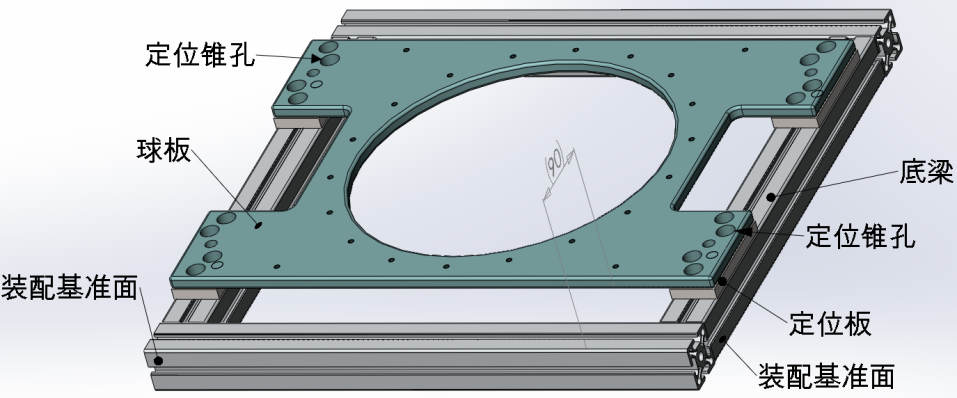 定位锥孔
球板
(90)
底梁
定位锥孔
装配基准面
定位板
装配基准面